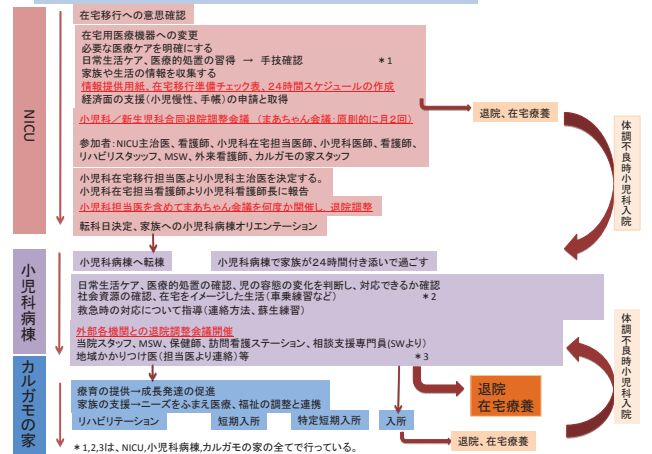 在宅移行への意思確認
在宅用医療機器への変更
必要な医療ケアを明確にする
日常生活ケア、医療的処置の習得 → 手技確認 *1
家族や生活の情報を収集する
情報提供用紙、在宅移行準備チェック表、24時間スケジュールの作成
経済面の支援(小児慢性、手帳)の申請と取得
退院、在宅療養
小児科/新生児科合同退院調整会議 (まあちゃん会議:原則的に月2回)
参加者:NICU主治医、看護師、小児科在宅担当医師、小児科医師、看護師、
リハビリスタッッフ、MSW、外来看護師、カルガモの家スタッフ
小児科在宅移行担当医より小児科主治医を決定する。
小児科在宅担当看護師より小児科看護師長に報告
小児科担当医を含めてまあちゃん会議を何度か開催し、退院調整
転科日決定、家族への小児科病棟オリエンテーション
NICU
体調不良時小児科入院
小児科病棟へ転棟 小児科病棟で家族が24時間付き添いで過ごす
日常生活ケア、医療的処置の確認、児の容態の変化を判断し、対応できるか確認
社会資源の確認、在宅をイメージした生活(車乗練習など) *2
救急時の対応について指導(連絡方法、蘇生練習)
外部各機関との退院調整会議開催
当院スタッフ、MSW、保健師、訪問看護ステーション、相談支援専門員(SWより)
地域かかりつけ医(担当医より連絡)等 *3
小児科病棟
体調不良時小児科入院
退院
在宅療養
療育の提供→成長発達の促進
家族の支援→ニーズをふまえ医療、福祉の調整と連携
リハビリテーション 短期入所 特定短期入所 入所
カルガモの家
退院、在宅療養
*1,2,3は、NICU,小児科病棟,カルガモの家の全てで行っている。